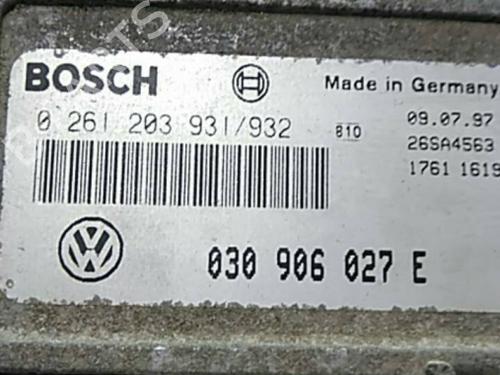 BOSCH
Made in Germany
0 261 203 931/932
810
09.07.97
26SA4563
1761 1619
030 906 027 E